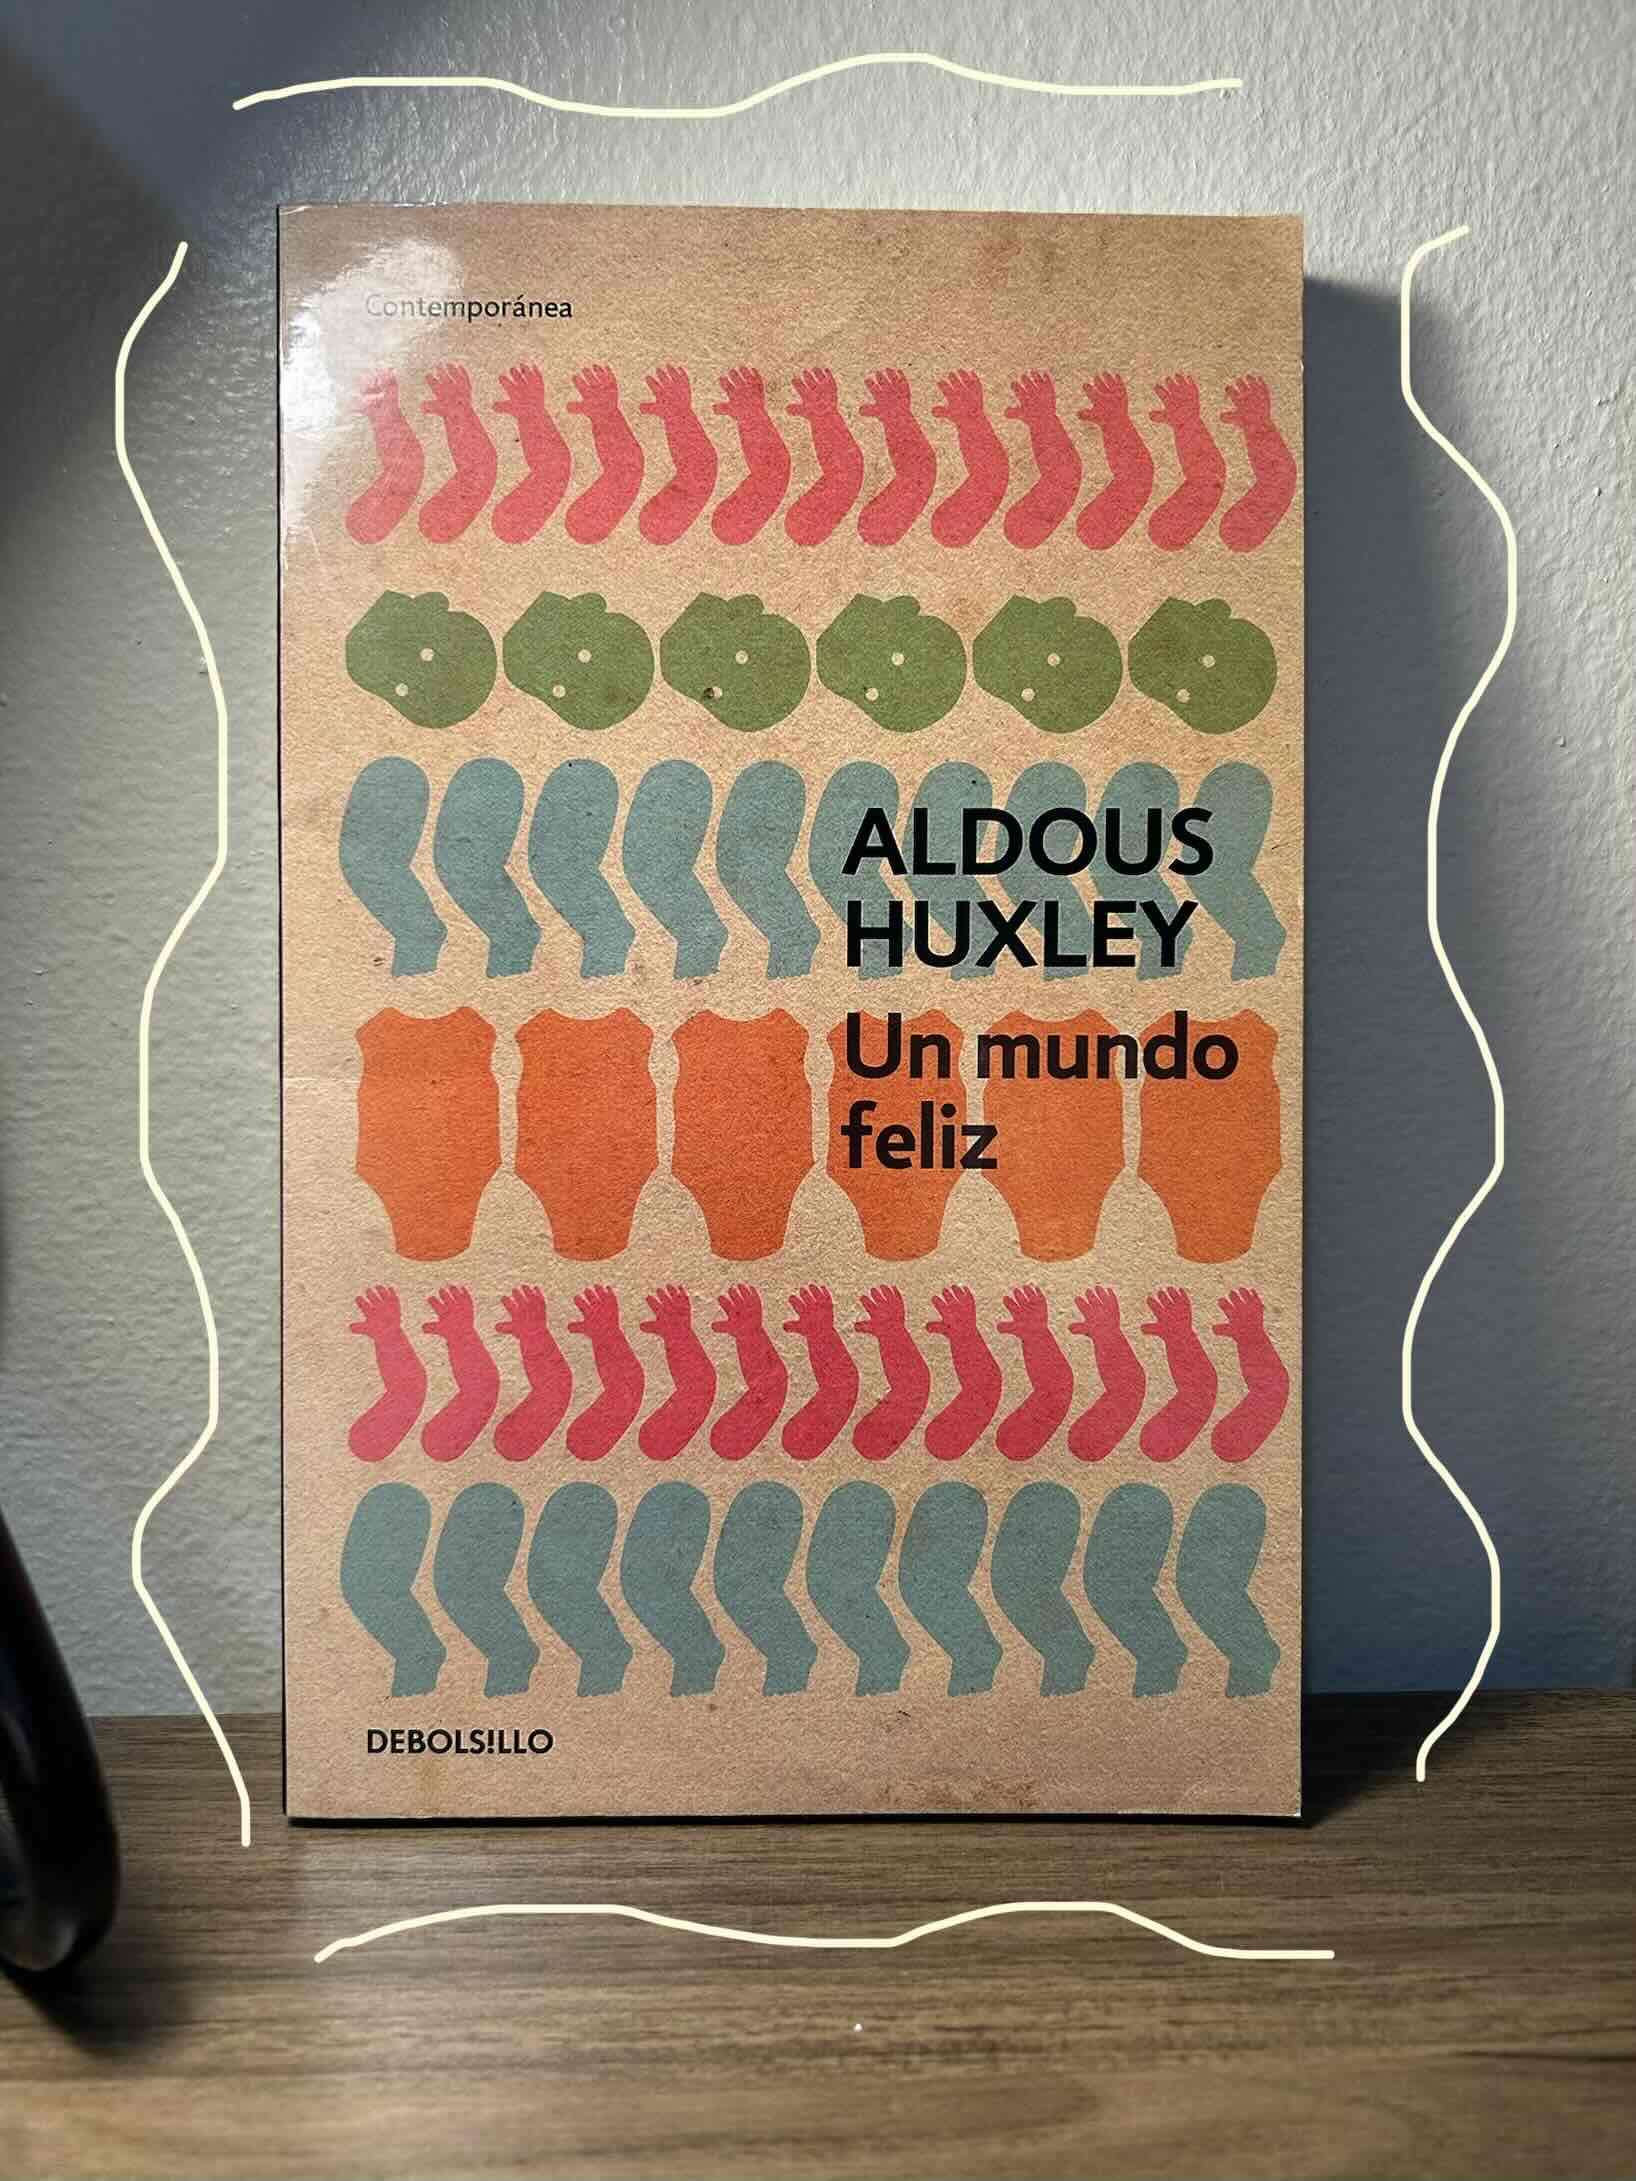 Contemporánea
ALDOUS
HUXLEY
Un mundo
feliz
DEBOLS!LLO